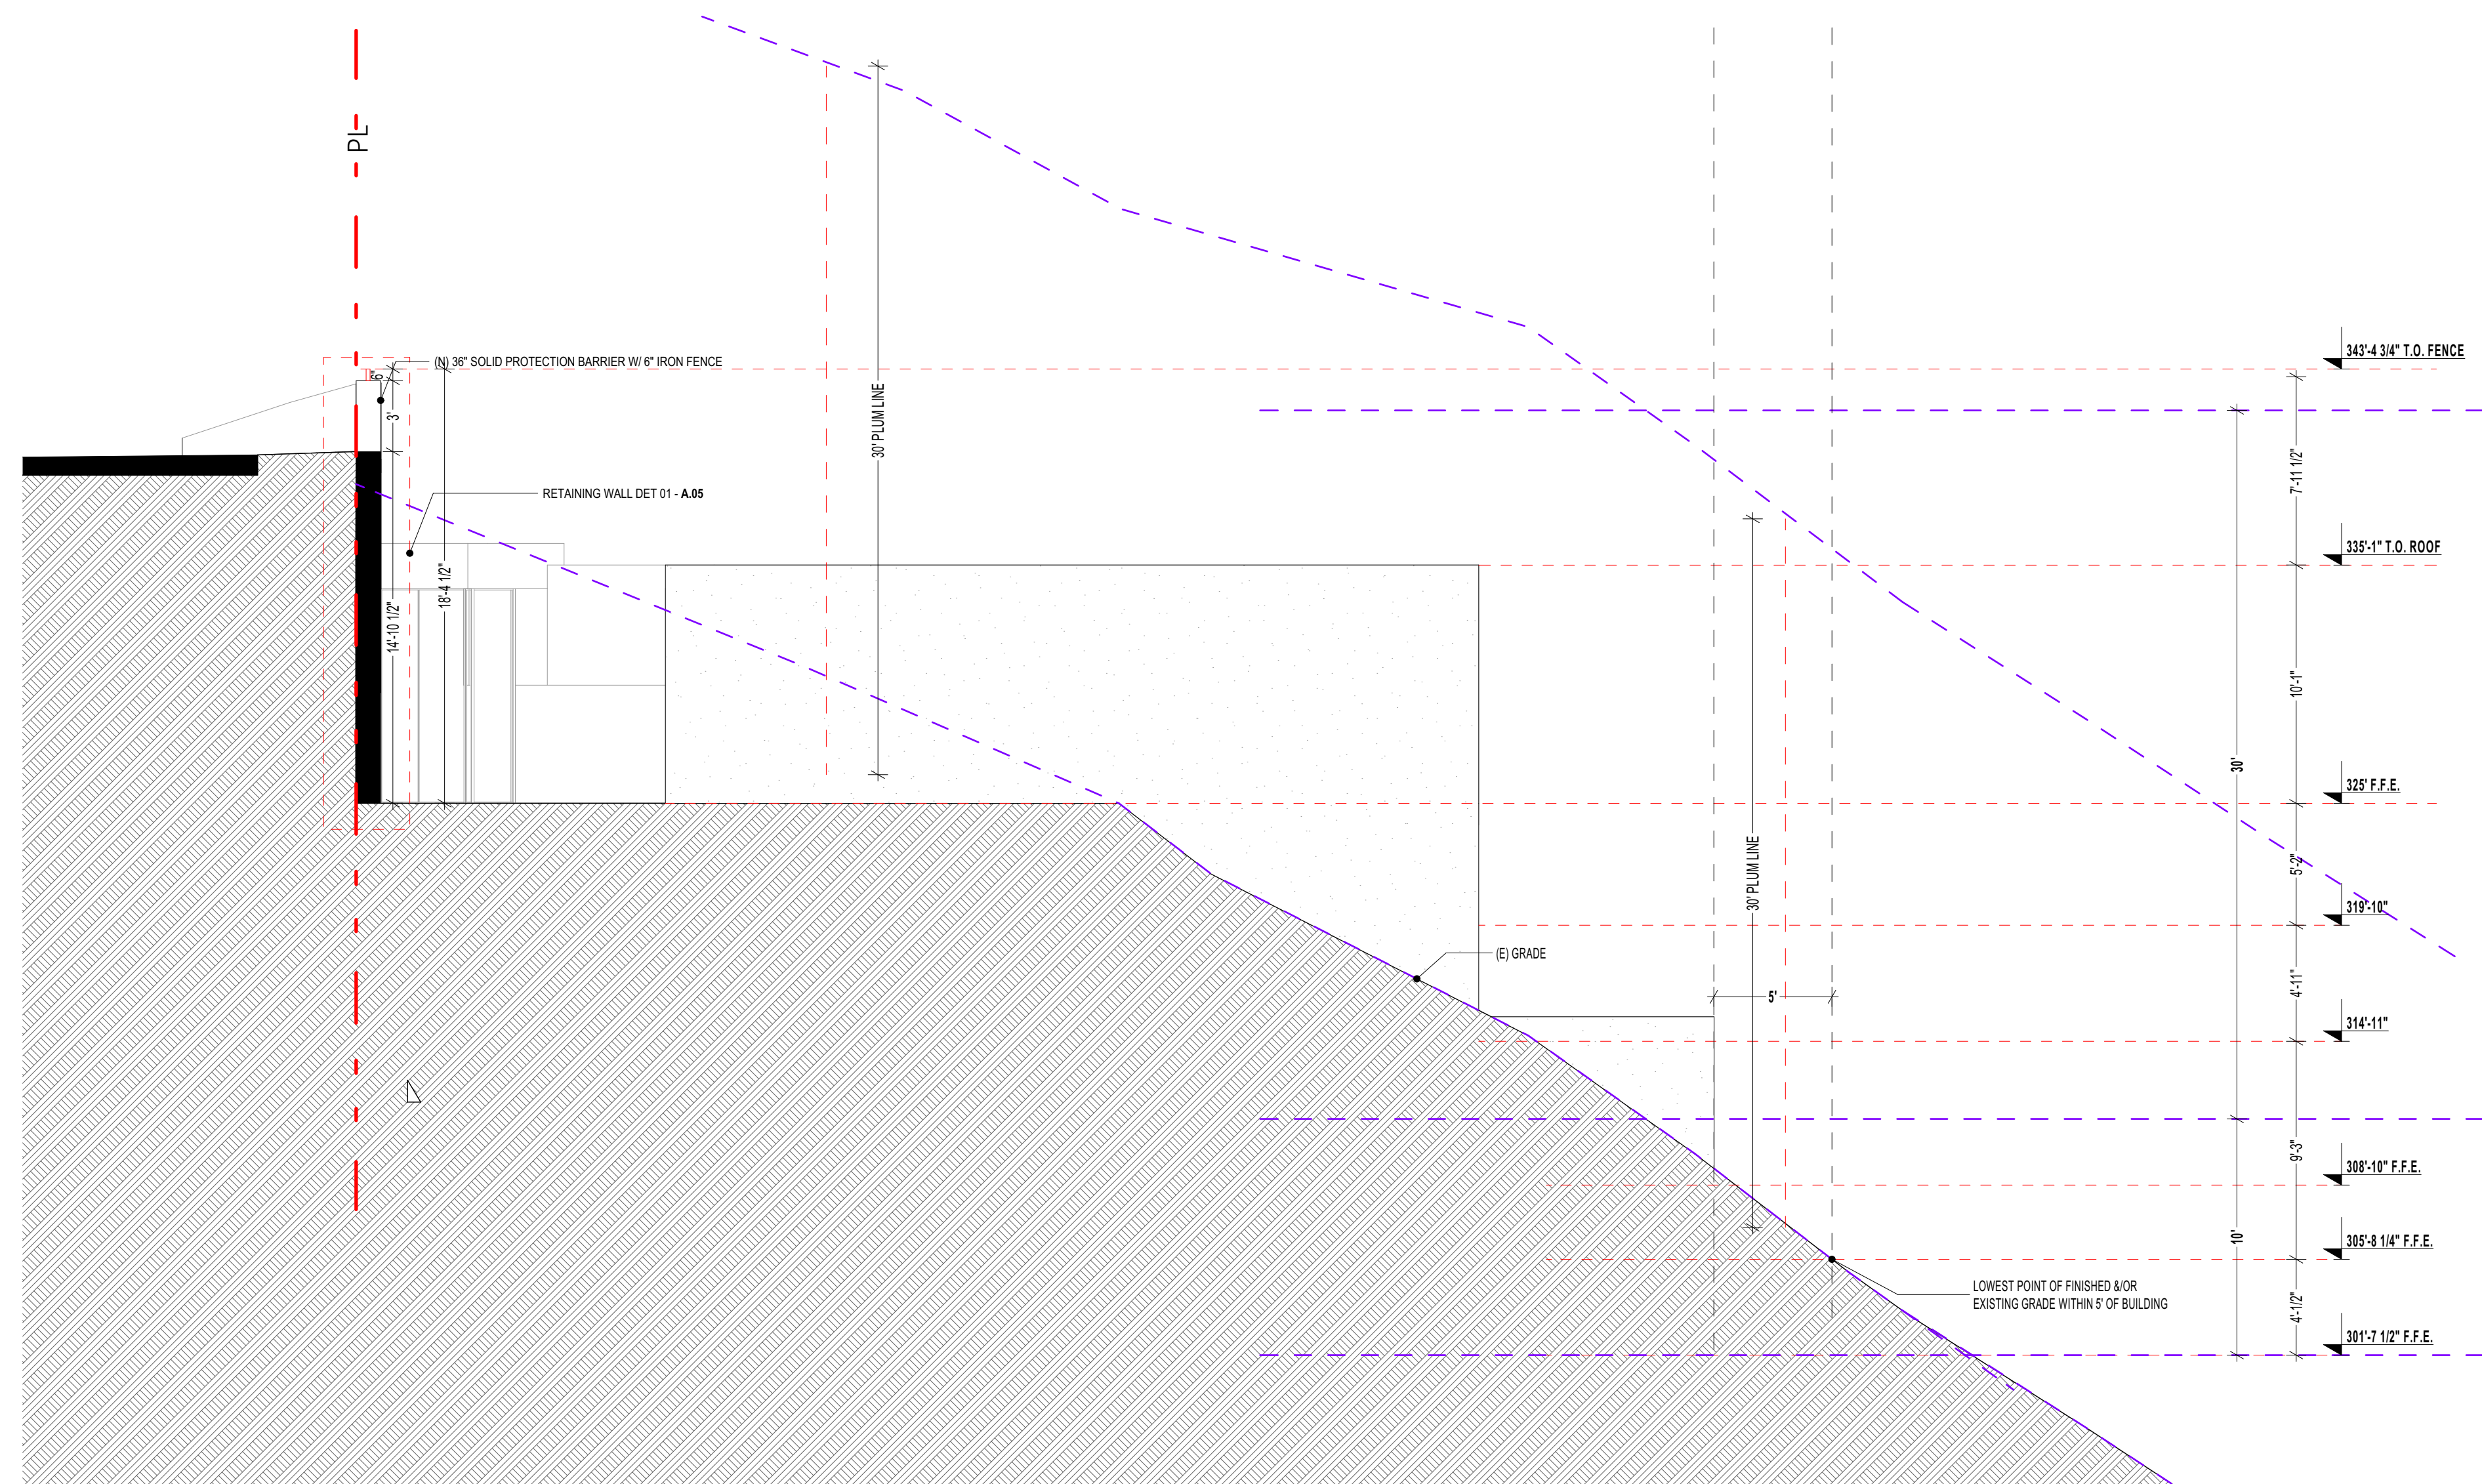 PL
(N) 36" SOLID PROTECTION BARRIER W/ 6" IRON FENCE
6"
3'
RETAINING WALL DET 01 - A.05
14'-10 1/2"
18'-4 1/2"
30' PLUM LINE
30' PLUM LINE
(E) GRADE
5'
LOWEST POINT OF FINISHED &/OR
EXISTING GRADE WITHIN 5' OF BUILDING
30'
10'
7'-11 1/2"
10'-1"
5'-2"
4'-11"
9'-3"
4'-1/2"
343'-4 3/4" T.O. FENCE
335'-1" T.O. ROOF
325' F.F.E.
319'-10"
314'-11"
308'-10" F.F.E.
305'-8 1/4" F.F.E.
301'-7 1/2" F.F.E.